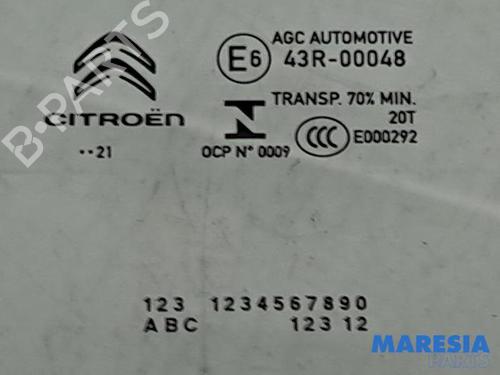 AGC AUTOMOTIVE
E6 43R-00048
CITROËN
TRANSP. 70% MIN.
20T
CCC E000292
••21
OCP N° 0009
123 1234567890
ABC 123 12
B-PARTS
MARESIA
PARTS